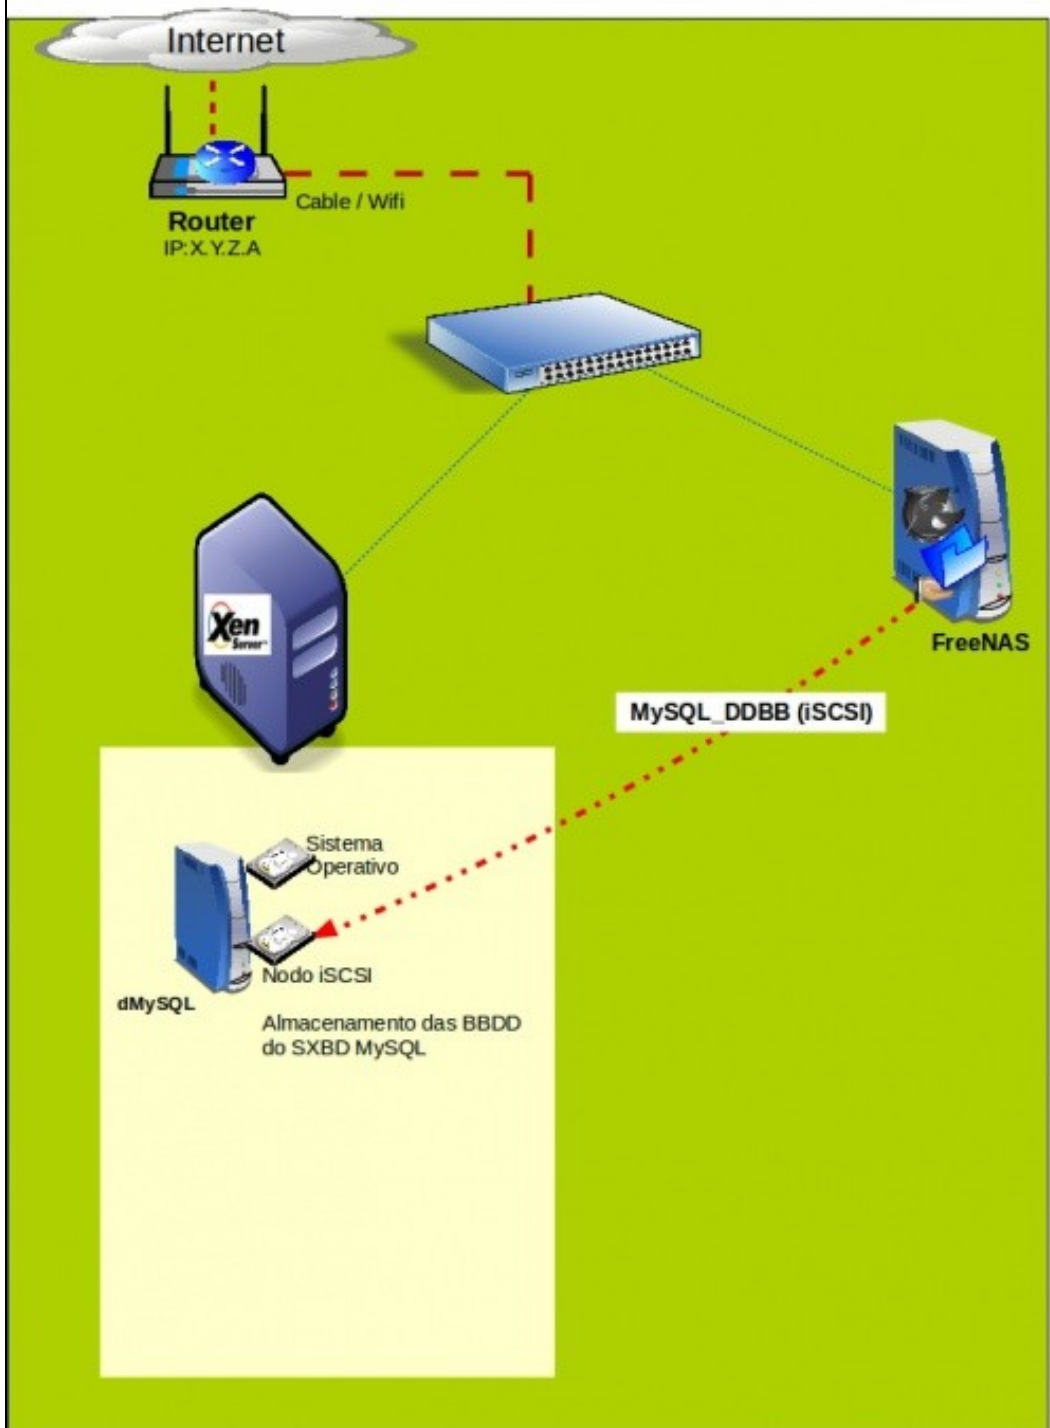 Internet
Cable / Wifi
Router
IP:X.Y.Z.A
Xen
Server
FreeNAS
MySQL_DDBB (iSCSI)
Sistema
Operativo
Nodo iSCSI
dMySQL
Almacenamento das BBDD
do SXBD MySQL